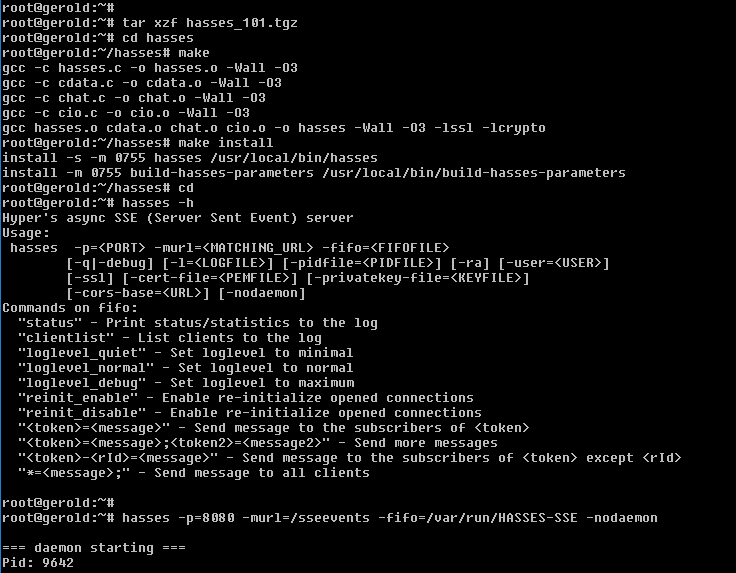 root@gerold:~#
root@gerold:~# tar xzf hasses_101.tgz
root@gerold:~# cd hasses
root@gerold:~/hasses# make
gcc -c hasses.c -o hasses.o -Wall -O3
gcc -c cdata.c -o cdata.o -Wall -O3
gcc -c chat.c -o chat.o -Wall -O3
gcc -c cio.c -o cio.o -Wall -O3
gcc hasses.o cdata.o chat.o cio.o -o hasses -Wall -O3 -lssl -lcrypto
root@gerold:~/hasses# make install
install -s -m 0755 hasses /usr/local/bin/hasses
install -m 0755 build-hasses-parameters /usr/local/bin/build-hasses-parameters
root@gerold:~/hasses# cd
root@gerold:~# hasses -h
Hyper's async SSE (Server Sent Event) server
Usage:
 hasses  -p=<PORT> -murl=<MATCHING_URL> -fifo=<FIFOFILE>
        [-q|-debug] [-l=<LOGFILE>] [-pidfile=<PIDFILE>] [-ra] [-user=<USER>]
        [-ssl] [-cert-file=<PEMFILE>] [-privatekey-file=<KEYFILE>]
        [-cors-base=<URL>] [-nodaemon]
Commands on fifo:
  "status" - Print status/statistics to the log
  "clientlist" - List clients to the log
  "loglevel_quiet" - Set loglevel to minimal
  "loglevel_normal" - Set loglevel to normal
  "loglevel_debug" - Set loglevel to maximum
  "reinit_enable" - Enable re-initialize opened connections
  "reinit_disable" - Enable re-initialize opened connections
  "<token>=<message>" - Send message to the subscribers of <token>
  "<token>=<message>;<token2>=<message2>" - Send more messages
  "<token>-<rId>=<message>" - Send message to the subscribers of <token> except <rId>
  "*=<message>;" - Send message to all clients
root@gerold:~#
root@gerold:~# hasses -p=8080 -murl=/sseevents -fifo=/var/run/HASSES-SSE -nodaemon
=== daemon starting ===
Pid: 9642